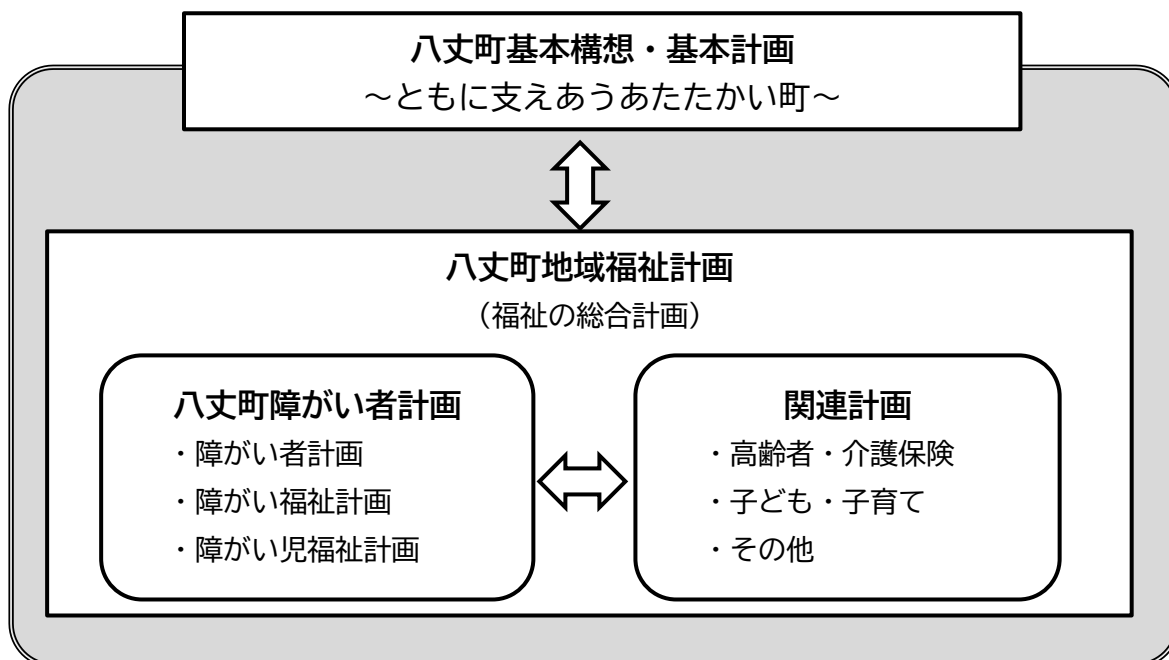 八丈町基本構想・基本計画
～ともに支えあうあたたかい町～
八丈町地域福祉計画
（福祉の総合計画）
八丈町障がい者計画
・障がい者計画
・障がい福祉計画
・障がい児福祉計画
関連計画
・高齢者・介護保険
・子ども・子育て
・その他